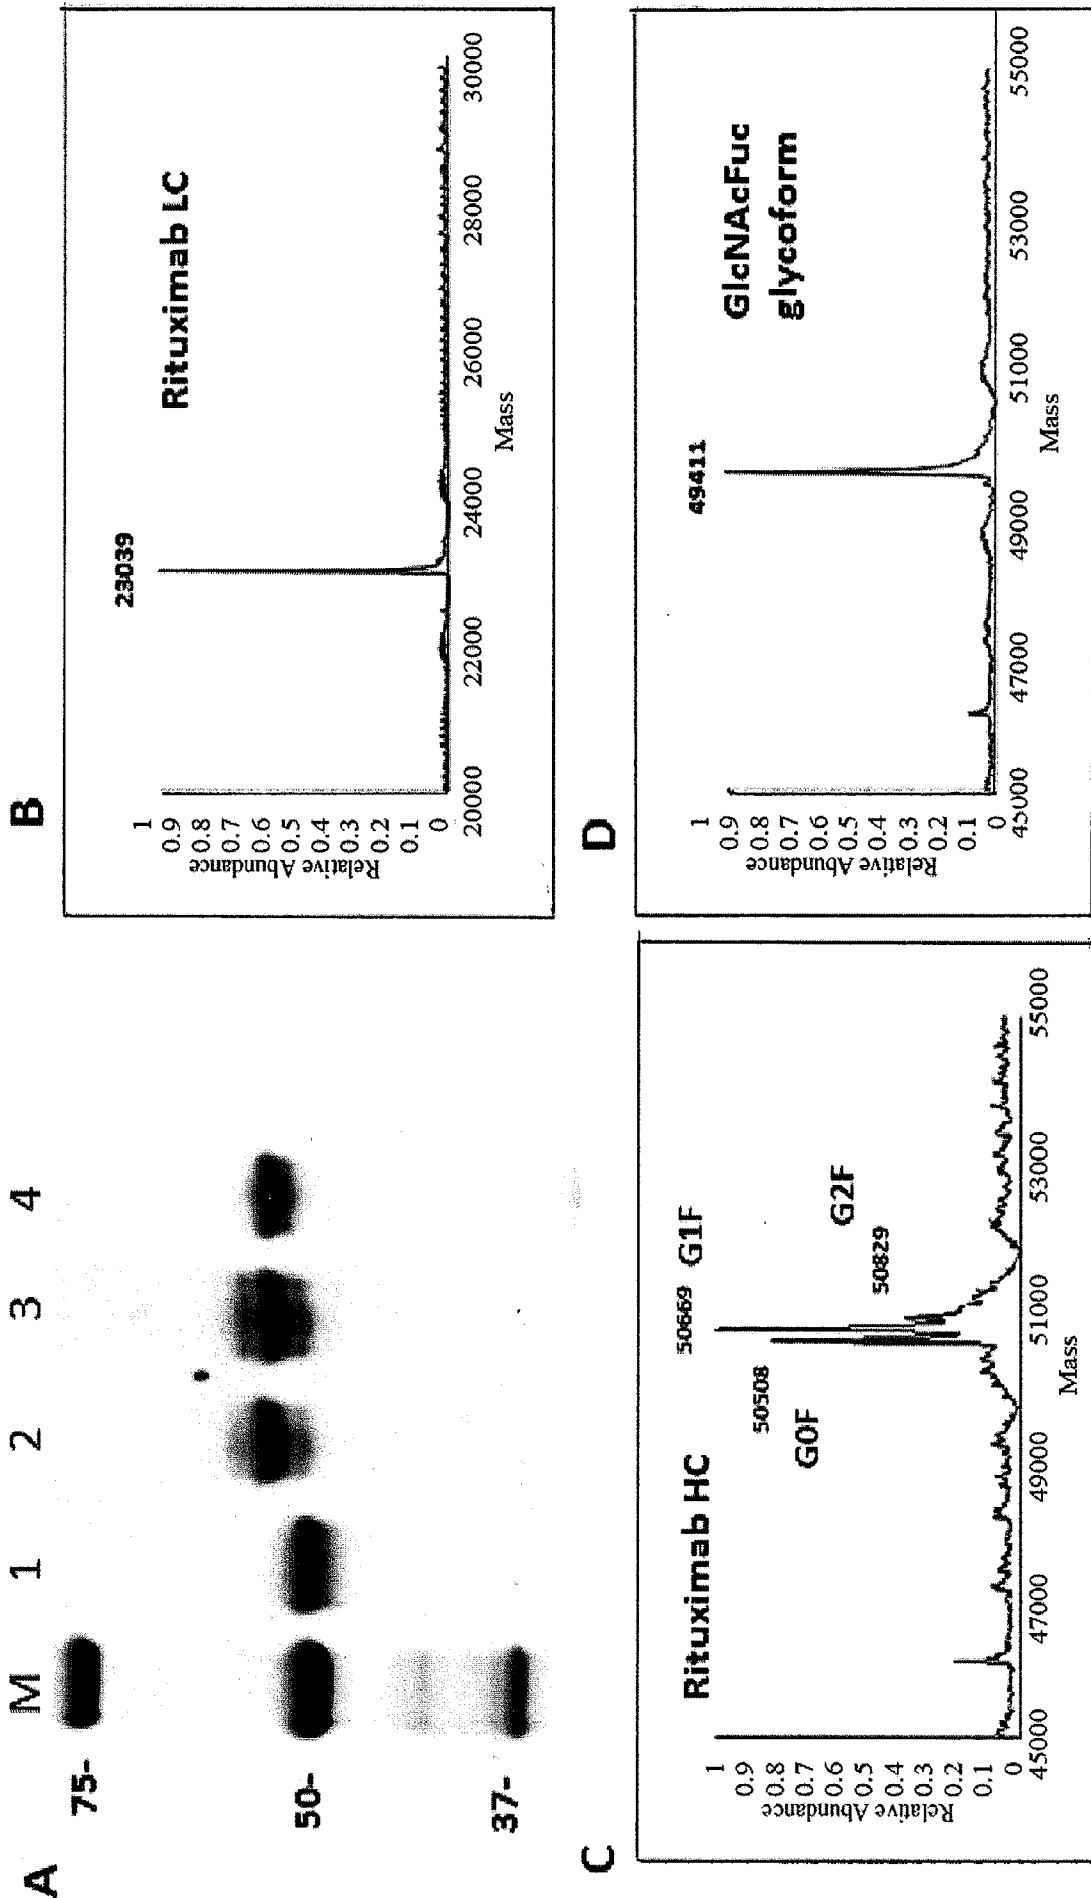 A
M 1 2 3 4
75-
50-
37-
B
Rituximab LC
23039
1
0.9
0.8
0.7
0.6
0.5
0.4
0.3
0.2
0.1
0
Relative Abundance
20000 22000 24000 26000 28000 30000
Mass
C
Rituximab HC
50508
G0F
50669 G1F
50829
G2F
1
0.9
0.8
0.7
0.6
0.5
0.4
0.3
0.2
0.1
0
Relative Abundance
45000 47000 49000 51000 53000 55000
Mass
D
GlcNAcFuc
glycoform
49411
1
0.9
0.8
0.7
0.6
0.5
0.4
0.3
0.2
0.1
0
Relative Abundance
45000 47000 49000 51000 53000 55000
Mass